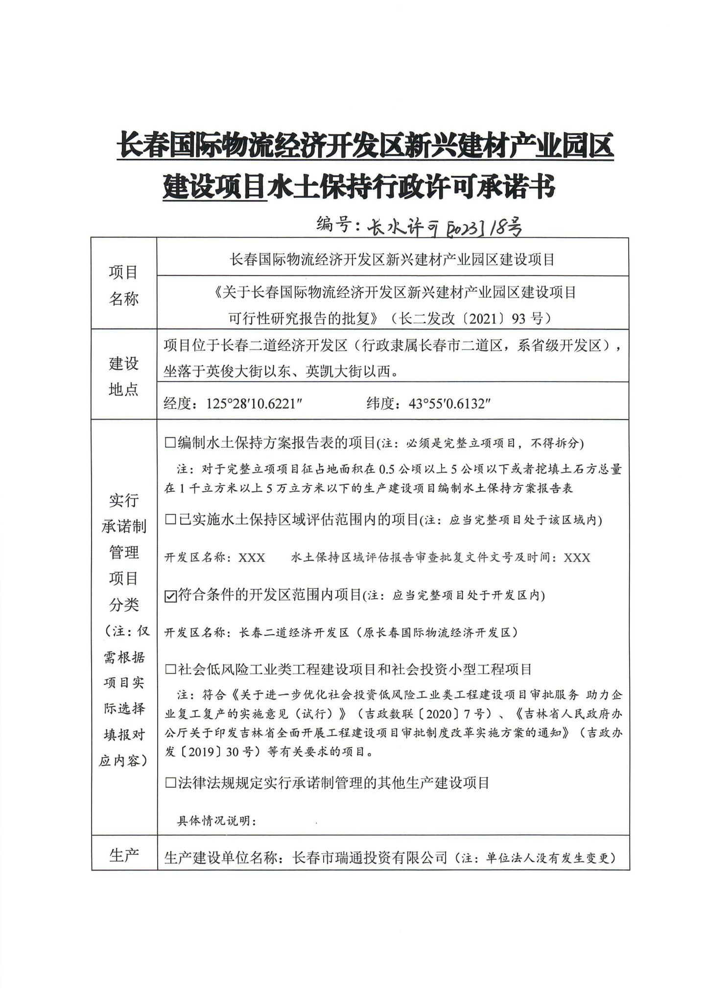 长春国际物流经济开发区新兴建材产业园区
建设项目水土保持行政许可承诺书
编号：长水许可[2023]18号
项目
名称
长春国际物流经济开发区新兴建材产业园区建设项目
《关于长春国际物流经济开发区新兴建材产业园区建设项目
可行性研究报告的批复》（长二发改〔2021〕93 号）
建设
地点
项目位于长春二道经济开发区（行政隶属长春市二道区，系省级开发区），
坐落于英俊大街以东、英凯大街以西。
经度：125°28′10.6221″ 纬度：43°55′0.6132″
实行
承诺制
管理
项目
分类
（注：仅
需根据
项目实
际选择
填报对
应内容）
□编制水土保持方案报告表的项目(注：必须是完整立项项目，不得拆分)
注：对于完整立项项目征占地面积在 0.5 公顷以上 5 公顷以下或者挖填土石方总量
在 1 千立方米以上 5 万立方米以下的生产建设项目编制水土保持方案报告表
□已实施水土保持区域评估范围内的项目(注：应当完整项目处于该区域内)
开发区名称：XXX 水土保持区域评估报告审查批复文件文号及时间：XXX
☑符合条件的开发区范围内项目(注：应当完整项目处于开发区内)
开发区名称：长春二道经济开发区（原长春国际物流经济开发区）
□社会低风险工业类工程建设项目和社会投资小型工程项目
注：符合《关于进一步优化社会投资低风险工业类工程建设项目审批服务 助力企
业复工复产的实施意见（试行）》（吉政数联〔2020〕7 号）、《吉林省人民政府办
公厅关于印发吉林省全面开展工程建设项目审批制度改革实施方案的通知》（吉政办
发〔2019〕30 号）等有关要求的项目。
□法律法规规定实行承诺制管理的其他生产建设项目
具体情况说明：
生产
生产建设单位名称：长春市瑞通投资有限公司（注：单位法人没有发生变更）